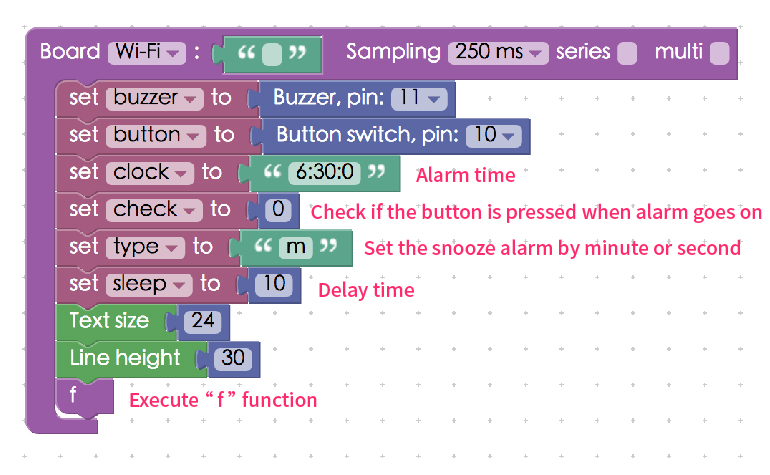 Board Wi-Fi : “ ” Sampling 250 ms series multi
set buzzer to Buzzer, pin: 11
set button to Button switch, pin: 10
set clock to “ 6:30:0 ” Alarm time
set check to 0 Check if the button is pressed when alarm goes on
set type to “ m ” Set the snooze alarm by minute or second
set sleep to 10 Delay time
Text size 24
Line height 30
f Execute “ f ” function